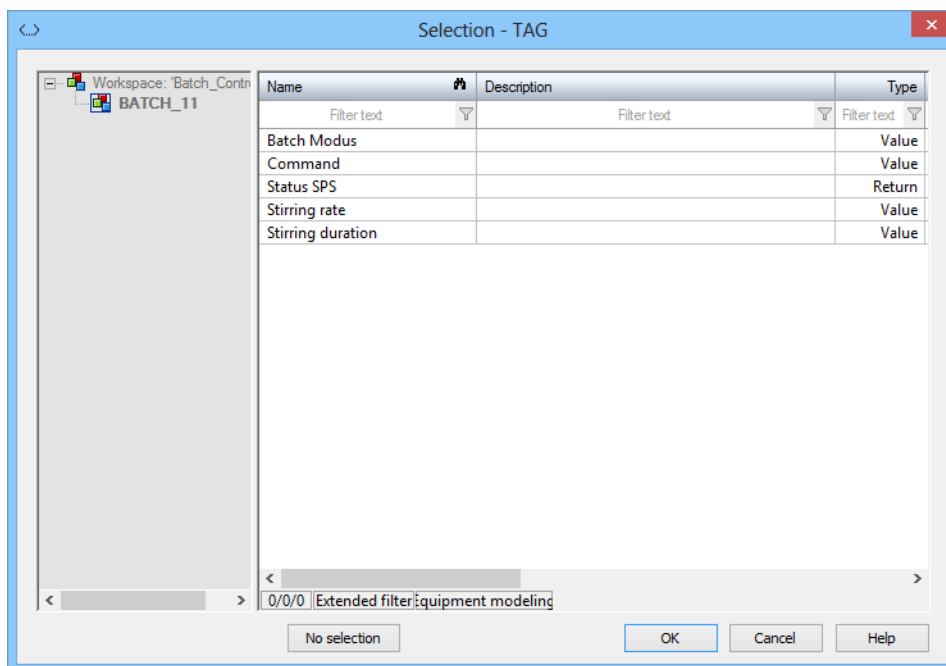 Selection - TAG
Workspace: 'Batch_Contr
BATCH_11
Name Description Type
Filter text Filter text Filter text
Batch Modus Value
Command Value
Status SPS Return
Stirring rate Value
Stirring duration Value
0/0/0 Extended filter Equipment modeling
No selection OK Cancel Help